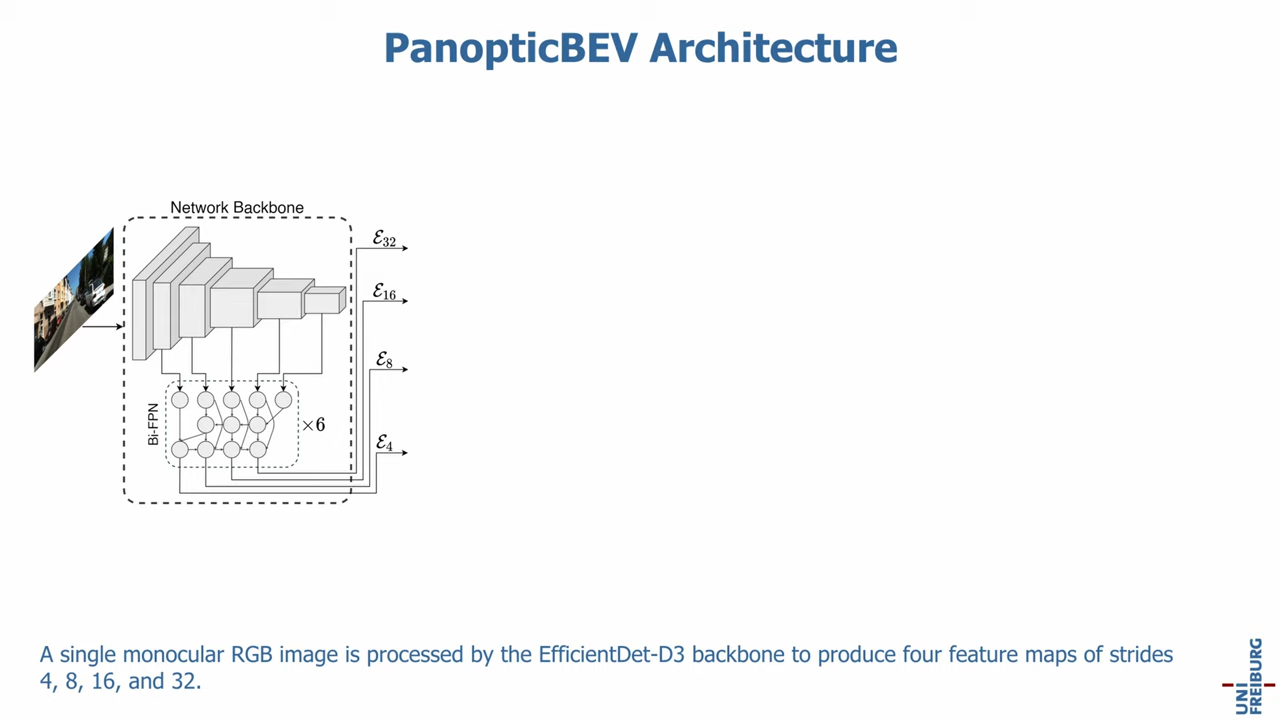 PanopticBEV Architecture
Network Backbone
ℰ32
ℰ16
ℰ8
ℰ4
Bi-FPN
×6
A single monocular RGB image is processed by the EfficientDet-D3 backbone to produce four feature maps of strides
4, 8, 16, and 32.
UNI
FREIBURG